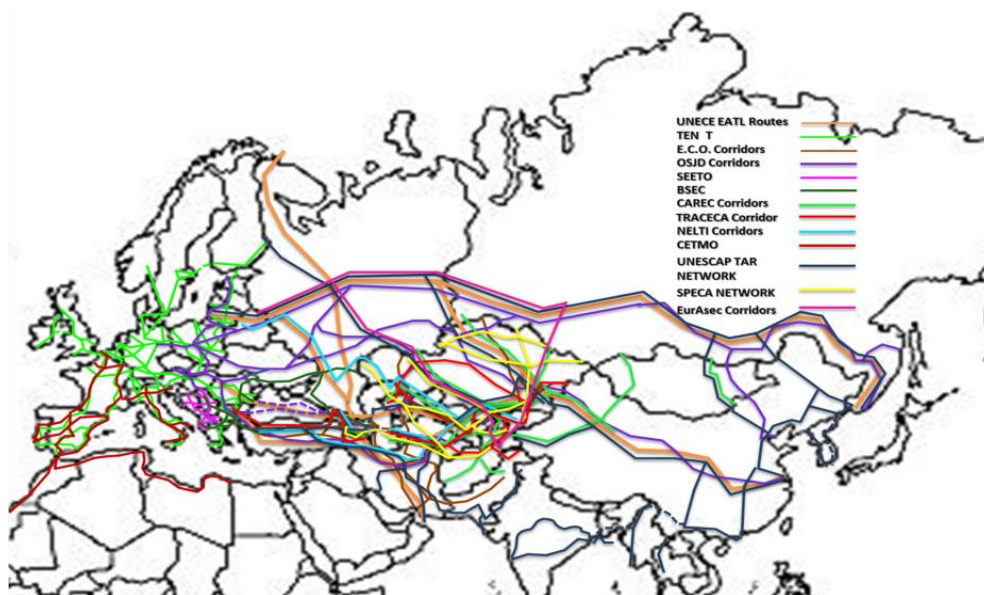 UNECE EATL Routes
TEN T
E.C.O. Corridors
OSJD Corridors
SEETO
BSEC
CAREC Corridors
TRACECA Corridor
NELTI Corridors
CETMO
UNESCAP TAR
NETWORK
SPECA NETWORK
EurAsec Corridors